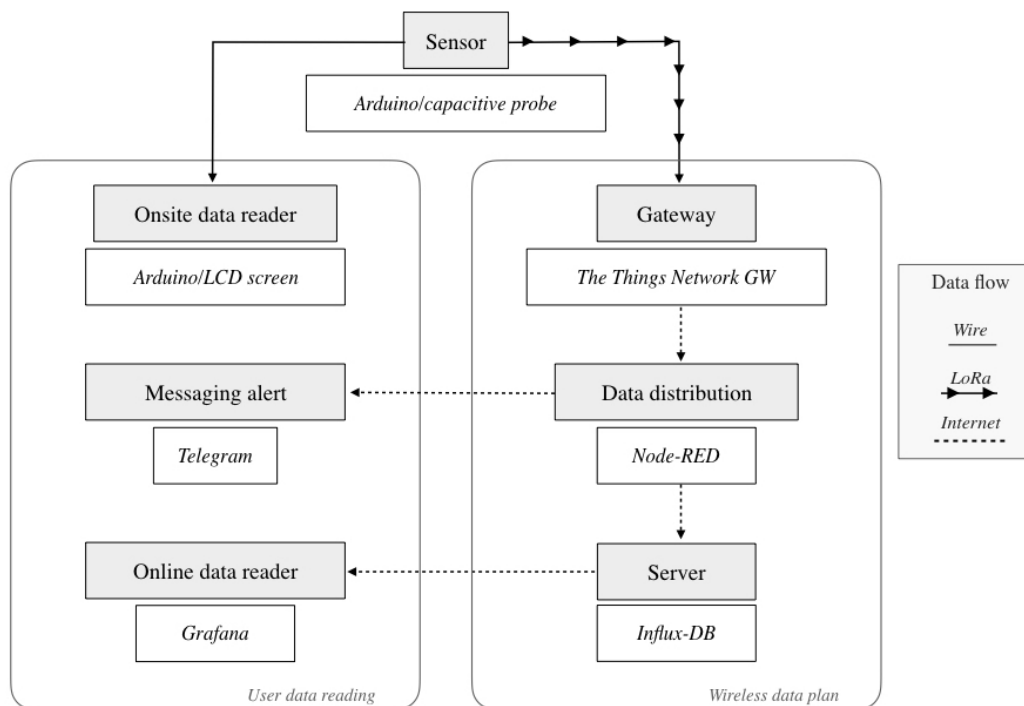 Sensor
Arduino/capacitive probe
Onsite data reader
Arduino/LCD screen
Messaging alert
Telegram
Online data reader
Grafana
User data reading
Gateway
The Things Network GW
Data distribution
Node-RED
Server
Influx-DB
Wireless data plan
Data flow
Wire
LoRa
Internet